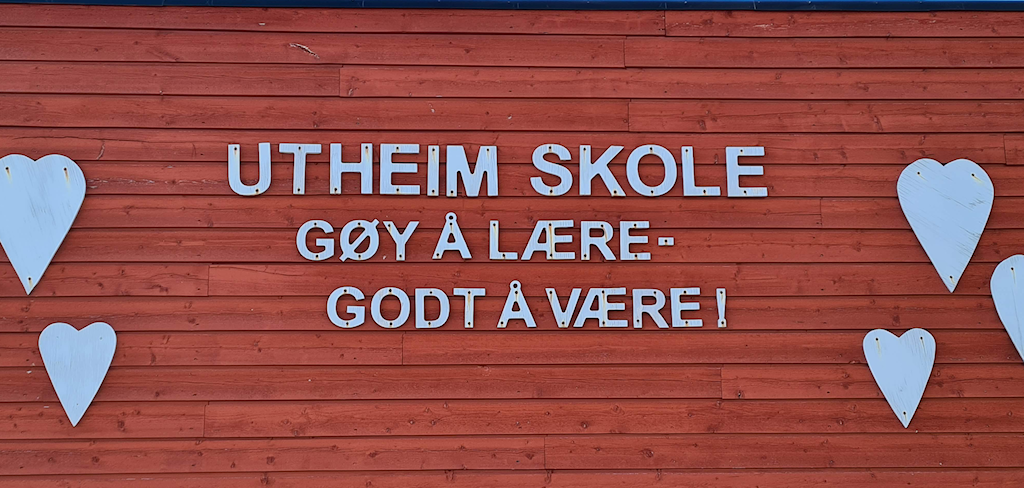 UTHEIM SKOLE
GØY Å LÆRE-
GODT Å VÆRE!